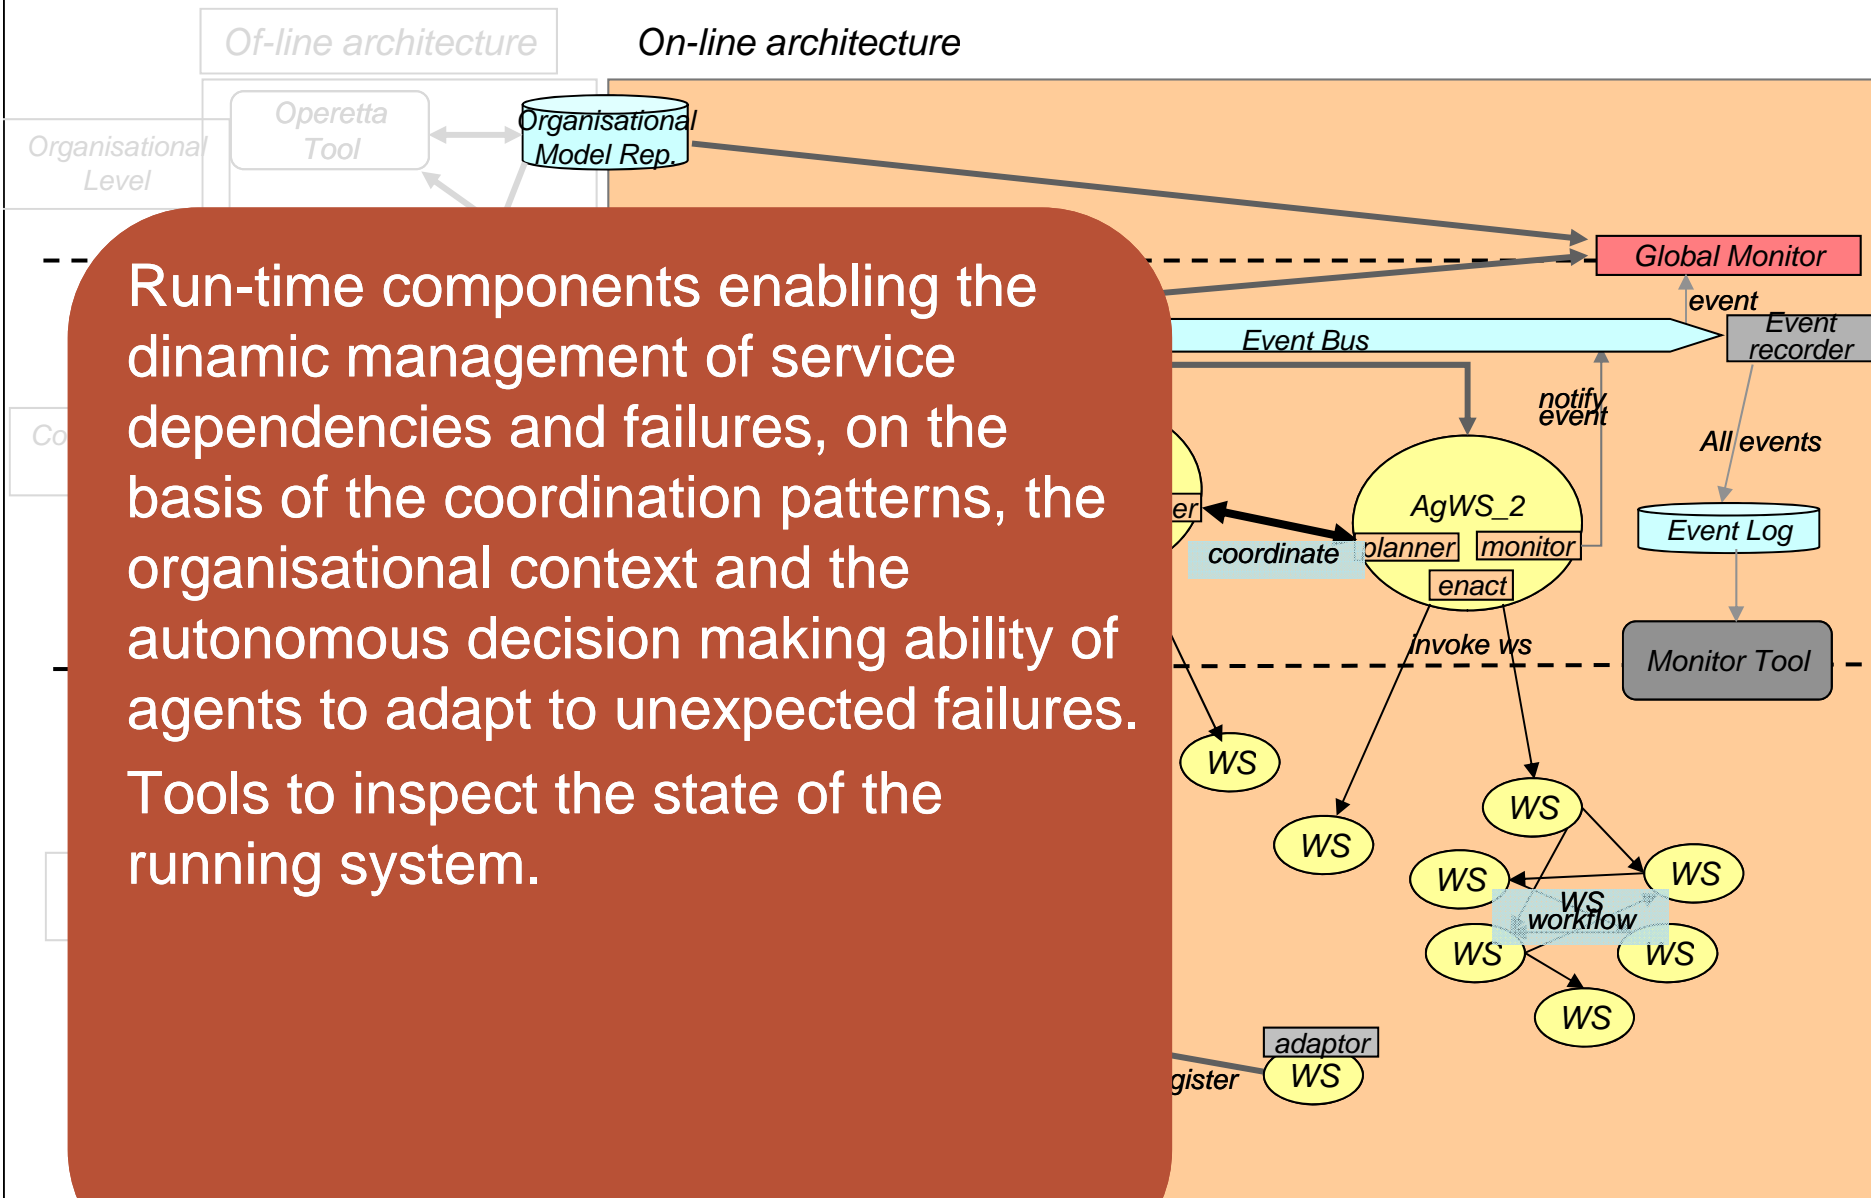 Of-line architecture
On-line architecture
Operetta
Tool
Organisational
Model Rep.
Organisational
Level
Global Monitor
event
Event Bus
Event
recorder
notify
event
All events
Co
Run-time components enabling the
dinamic management of service
dependencies and failures, on the
basis of the coordination patterns, the
organisational context and the
autonomous decision making ability of
agents to adapt to unexpected failures.
Tools to inspect the state of the
running system.
er
coordinate
AgWS_2
planner
monitor
enact
Event Log
invoke ws
Monitor Tool
WS
WS
WS
WS
WS
WS
workflow
WS
WS
WS
adaptor
WS
gister